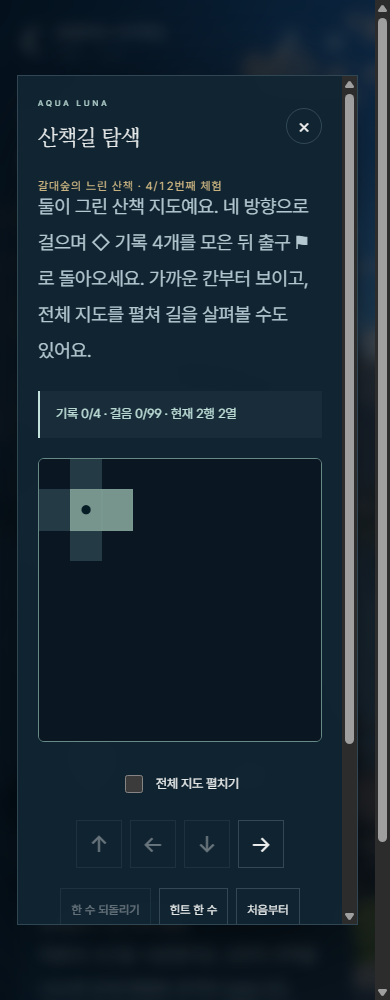 AQUA LUNA
산책길 탐색
×
갈대숲의 느린 산책 · 4/12번째 체험
둘이 그린 산책 지도예요. 네 방향으로
걸으며 ◇ 기록 4개를 모은 뒤 출구 ⚑
로 돌아오세요. 가까운 칸부터 보이고,
전체 지도를 펼쳐 길을 살펴볼 수도
있어요.
기록 0/4 · 걸음 0/99 · 현재 2행 2열
전체 지도 펼치기
↑ ← ↓ →
한 수 되돌리기 힌트 한 수 처음부터